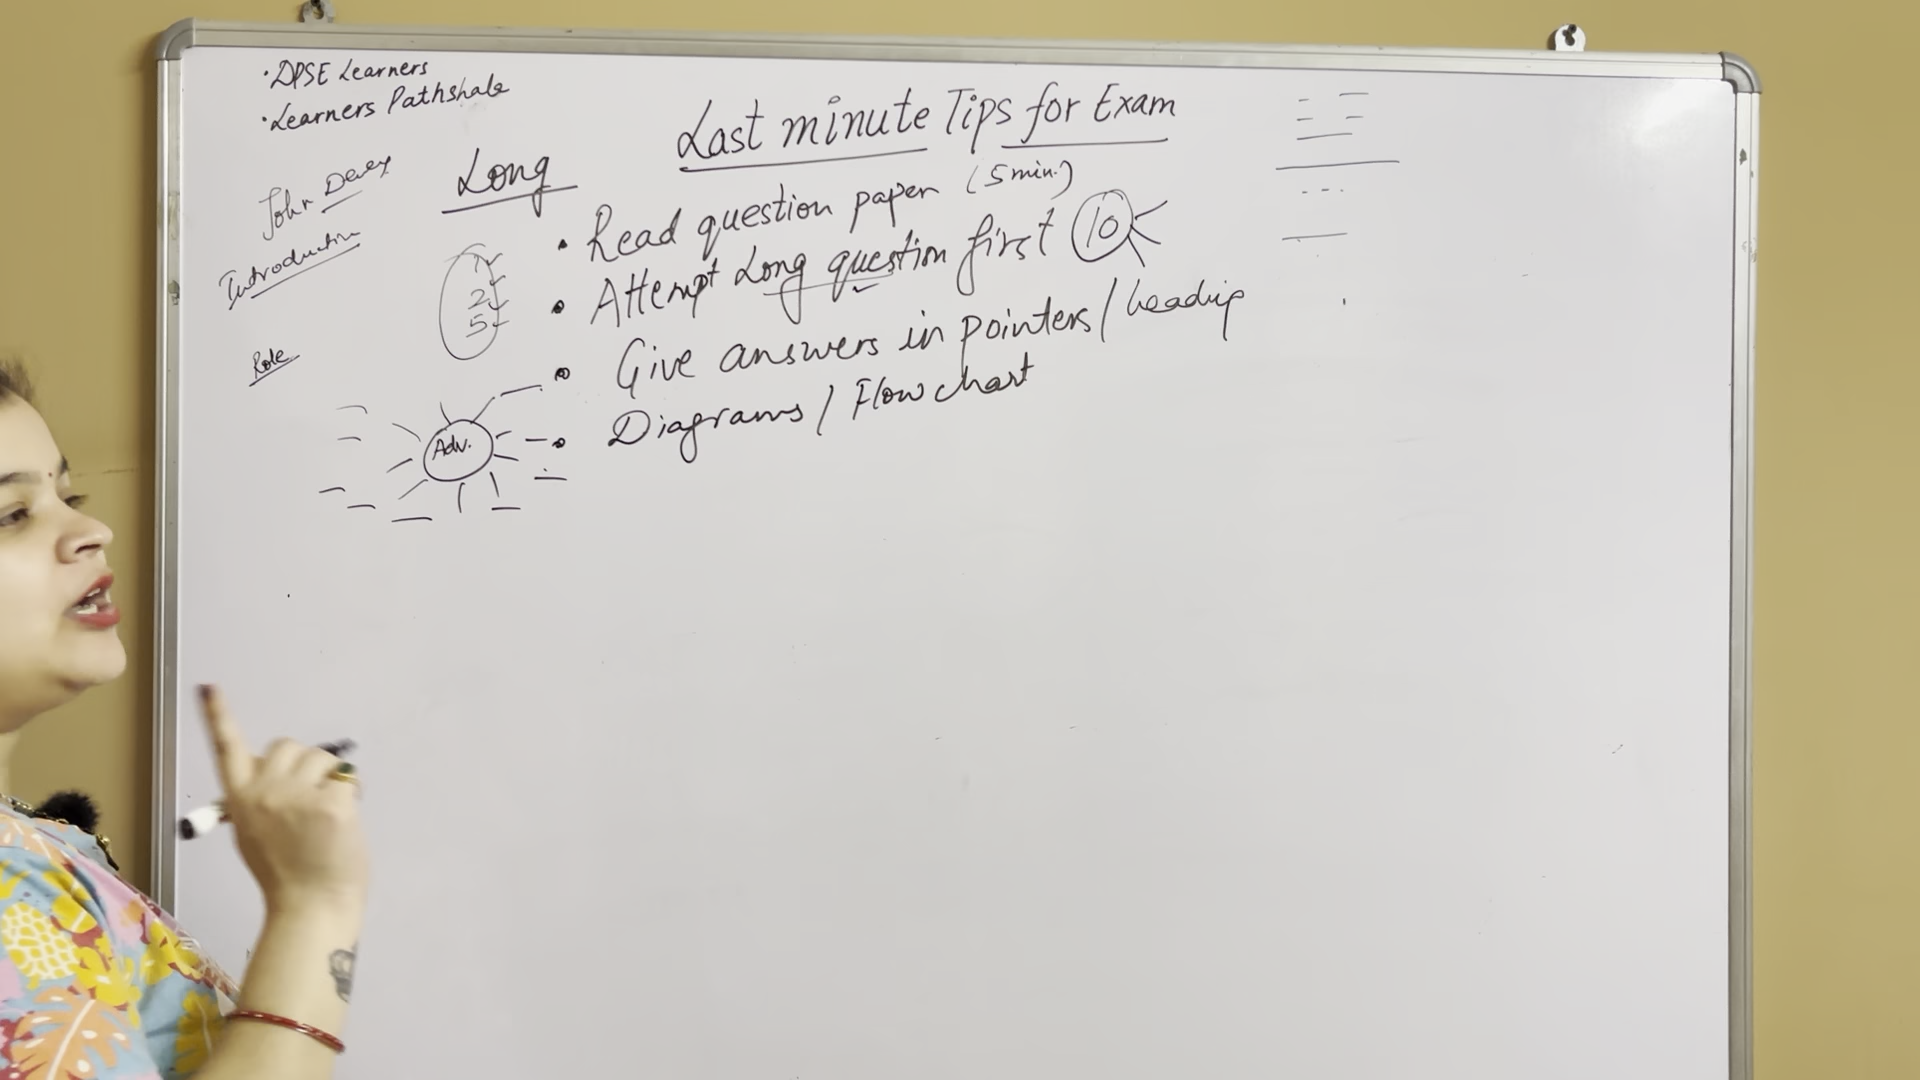 ·DPSE Learners
·Learners Pathshala
Last minute Tips for Exam
John Dewey
Long
Introduction
• Read question paper (5 min.)
• Attempt Long question first 10
1
2
5
• Give answers in pointers/
Role
• Diagrams / Flow chart
Adv.